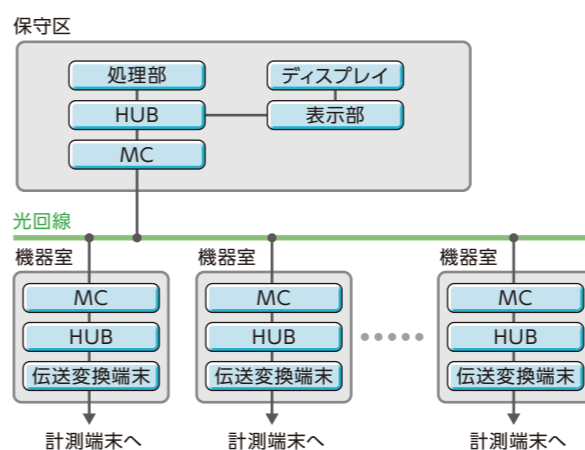 保守区
処理部
ディスプレイ
HUB
表示部
MC
光回線
機器室
機器室
機器室
MC
MC
MC
HUB
HUB
HUB
伝送変換端末
伝送変換端末
伝送変換端末
計測端末へ
計測端末へ
計測端末へ